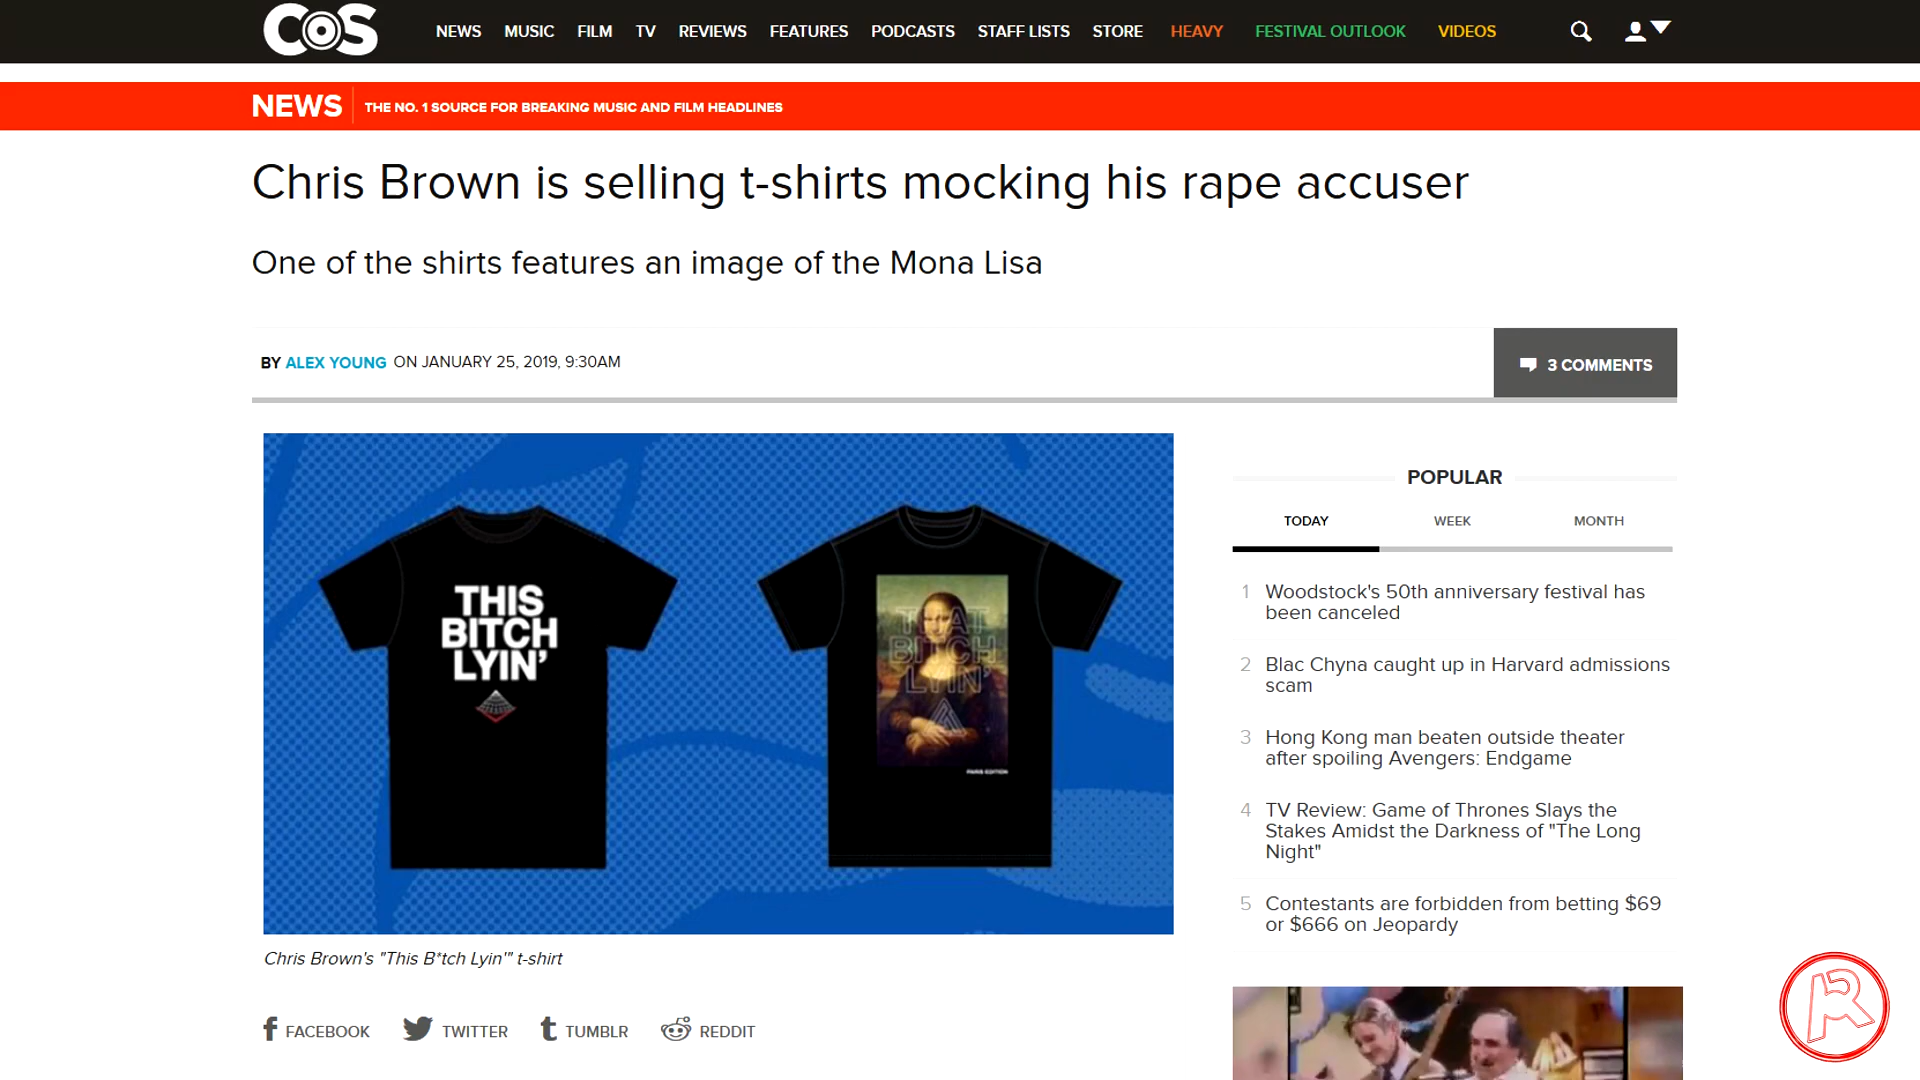 COS
NEWS MUSIC FILM TV REVIEWS FEATURES PODCASTS STAFF LISTS STORE HEAVY FESTIVAL OUTLOOK VIDEOS
NEWS THE NO. 1 SOURCE FOR BREAKING MUSIC AND FILM HEADLINES
Chris Brown is selling t-shirts mocking his rape accuser
One of the shirts features an image of the Mona Lisa
BY ALEX YOUNG ON JANUARY 25, 2019, 9:30AM
3 COMMENTS
THIS
BITCH
LYIN'
THAT
BITCH
LYIN'
PARIS EDITION
Chris Brown's "This B*tch Lyin'" t-shirt
FACEBOOK TWITTER TUMBLR REDDIT
POPULAR
TODAY WEEK MONTH
1 Woodstock's 50th anniversary festival has
been canceled
2 Blac Chyna caught up in Harvard admissions
scam
3 Hong Kong man beaten outside theater
after spoiling Avengers: Endgame
4 TV Review: Game of Thrones Slays the
Stakes Amidst the Darkness of "The Long
Night"
5 Contestants are forbidden from betting $69
or $666 on Jeopardy